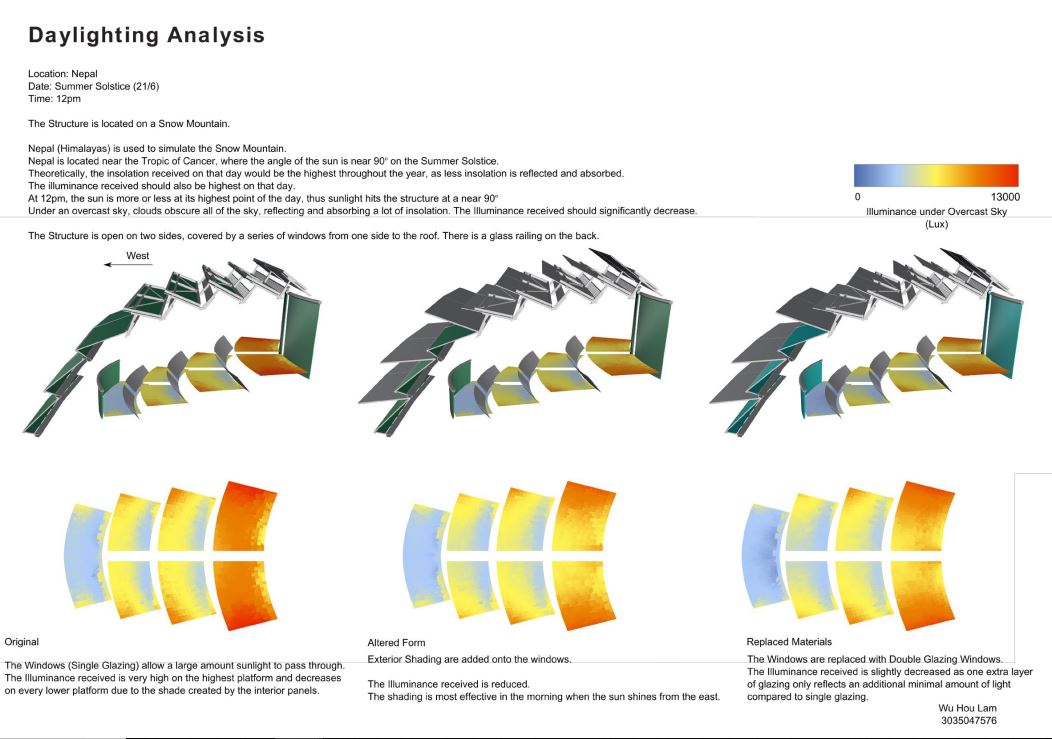 Daylighting Analysis
Location: Nepal
Date: Summer Solstice (21/6)
Time: 12pm
The Structure is located on a Snow Mountain.
Nepal (Himalayas) is used to simulate the Snow Mountain.
Nepal is located near the Tropic of Cancer, where the angle of the sun is near 90° on the Summer Solstice.
Theoretically, the insolation received on that day would be the highest throughout the year, as less insolation is reflected and absorbed.
The illuminance received should also be highest on that day.
At 12pm, the sun is more or less at its highest point of the day, thus sunlight hits the structure at a near 90°
Under an overcast sky, clouds obscure all of the sky, reflecting and absorbing a lot of insolation. The Illuminance received should significantly decrease.
The Structure is open on two sides, covered by a series of windows from one side to the roof. There is a glass railing on the back.
0
13000
Illuminance under Overcast Sky
(Lux)
West
Original
The Windows (Single Glazing) allow a large amount sunlight to pass through.
The Illuminance received is very high on the highest platform and decreases
on every lower platform due to the shade created by the interior panels.
Altered Form
Exterior Shading are added onto the windows.
The Illuminance received is reduced.
The shading is most effective in the morning when the sun shines from the east.
Replaced Materials
The Windows are replaced with Double Glazing Windows.
The Illuminance received is slightly decreased as one extra layer
of glazing only reflects an additional minimal amount of light
compared to single glazing.
Wu Hou Lam
3035047576